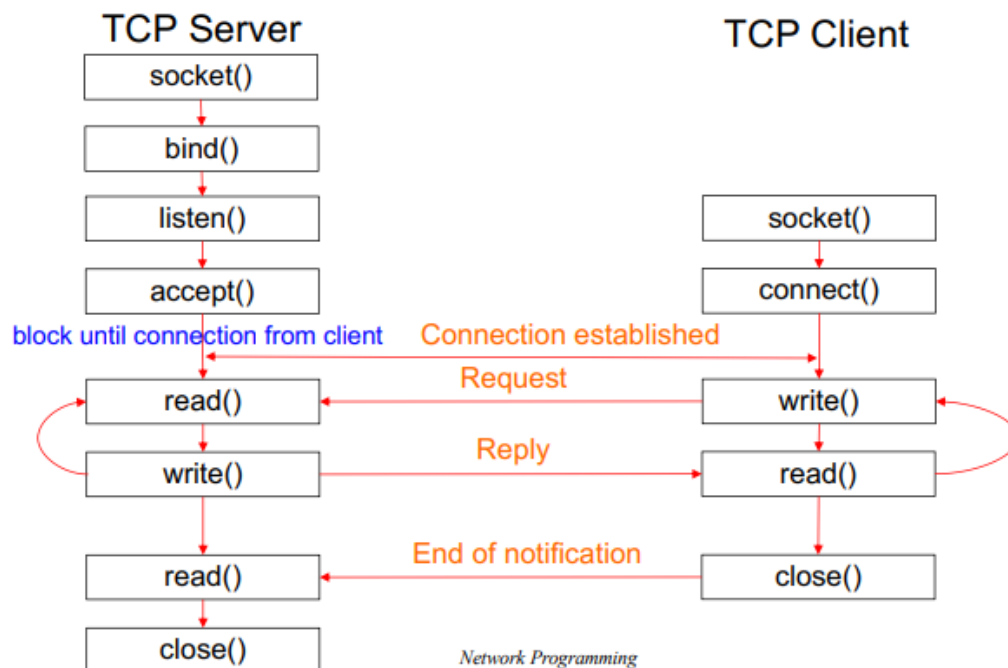 TCP Server
TCP Client
socket()
bind()
listen()
socket()
accept()
connect()
block until connection from client
Connection established
Request
read()
write()
Reply
write()
read()
End of notification
read()
close()
close()
Network Programming